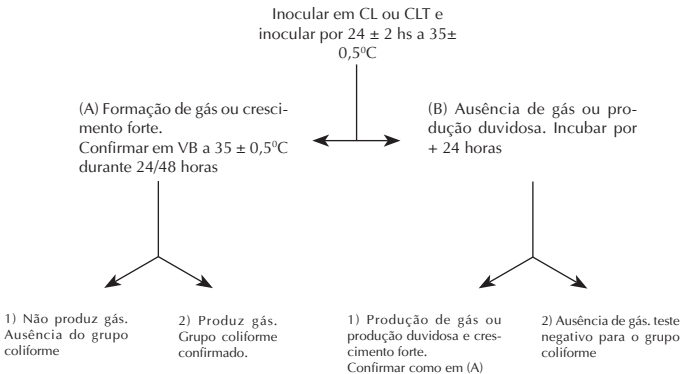 Inocular em CL ou CLT e
inocular por 24 ± 2 hs a 35±
0,5⁰C
(A) Formação de gás ou cresci-
mento forte.
Confirmar em VB a 35 ± 0,5⁰C
durante 24/48 horas
(B) Ausência de gás ou pro-
dução duvidosa. Incubar por
+ 24 horas
1) Não produz gás.
Ausência do grupo
coliforme
2) Produz gás.
Grupo coliforme
confirmado.
1) Produção de gás ou
produção duvidosa e cres-
cimento forte.
Confirmar como em (A)
2) Ausência de gás. teste
negativo para o grupo
coliforme